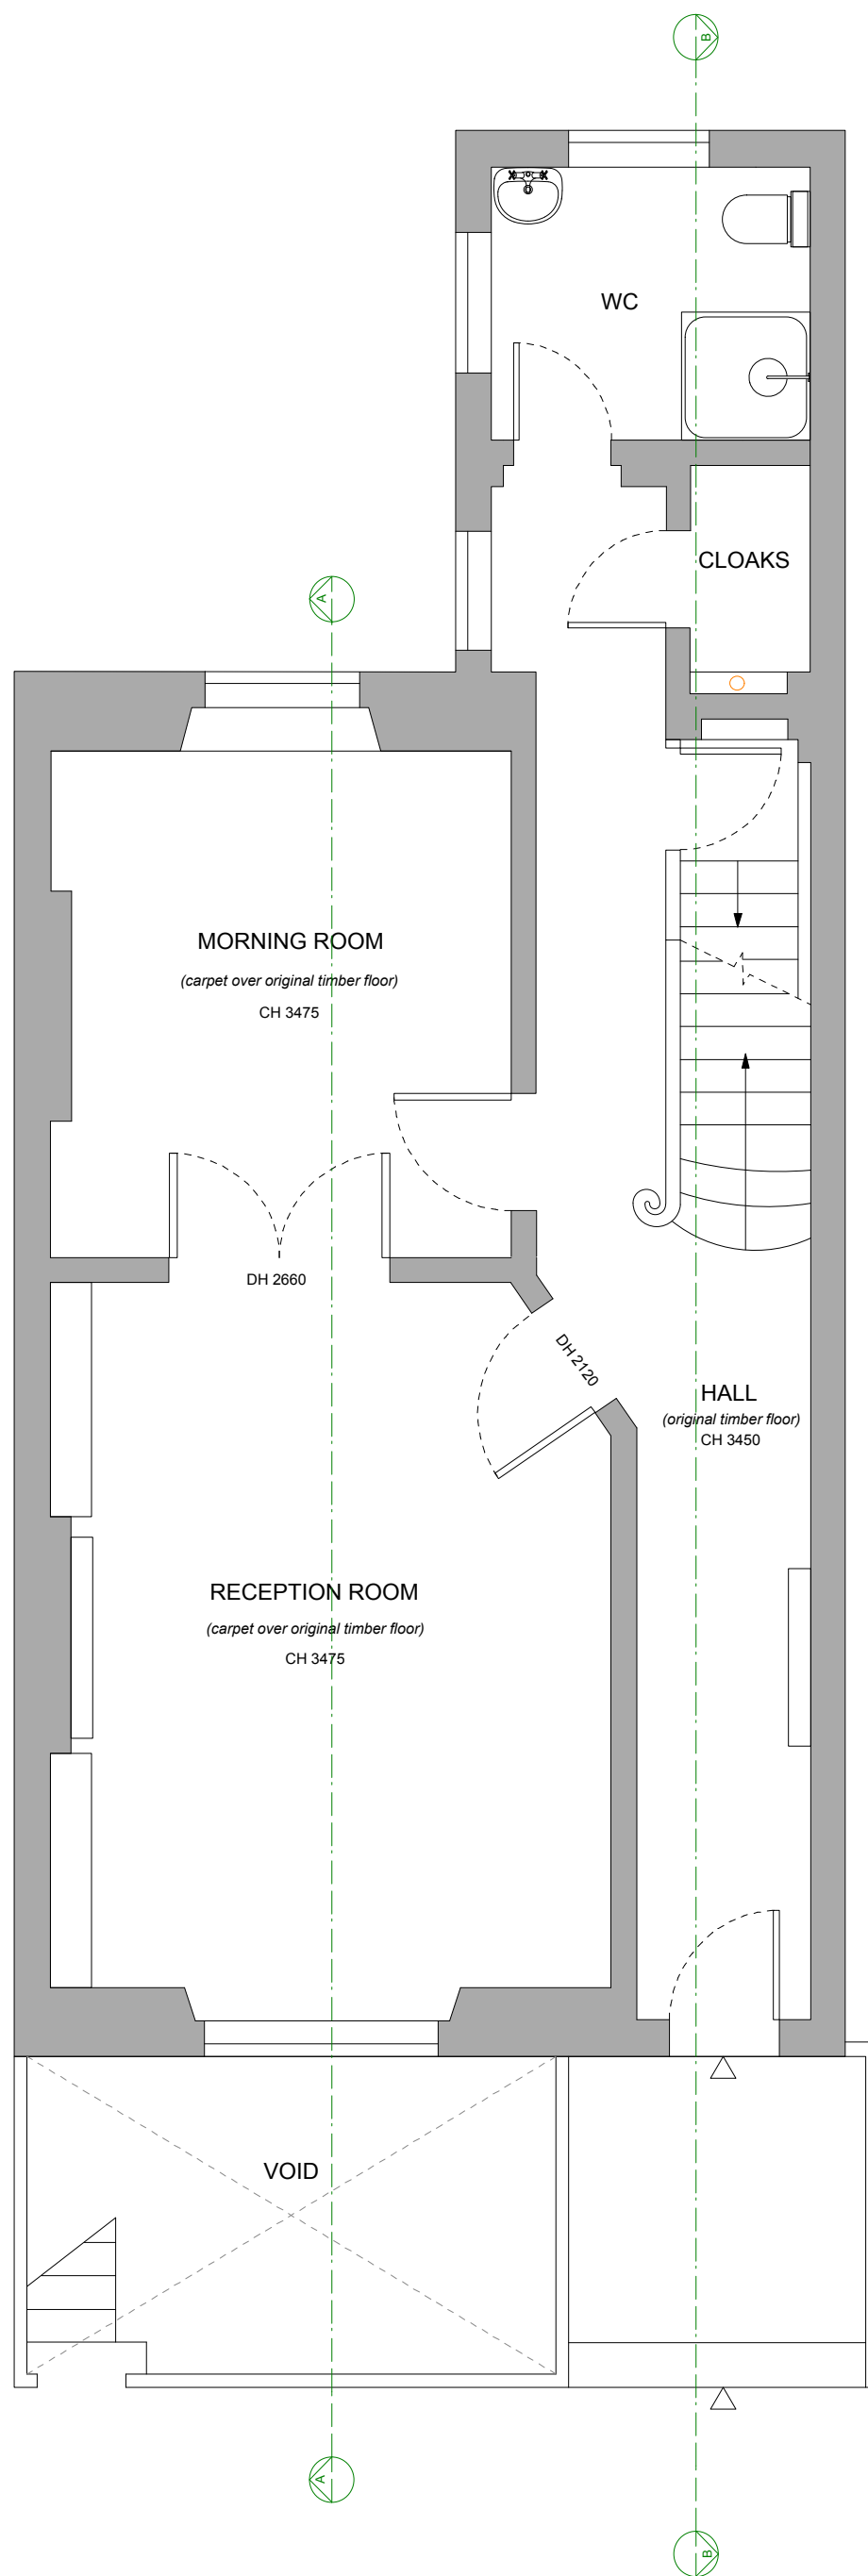 B
WC
CLOAKS
A
MORNING ROOM
(carpet over original timber floor)
CH 3475
DH 2660
DH 2120
HALL
(original timber floor)
CH 3450
RECEPTION ROOM
(carpet over original timber floor)
CH 3475
VOID
A
B